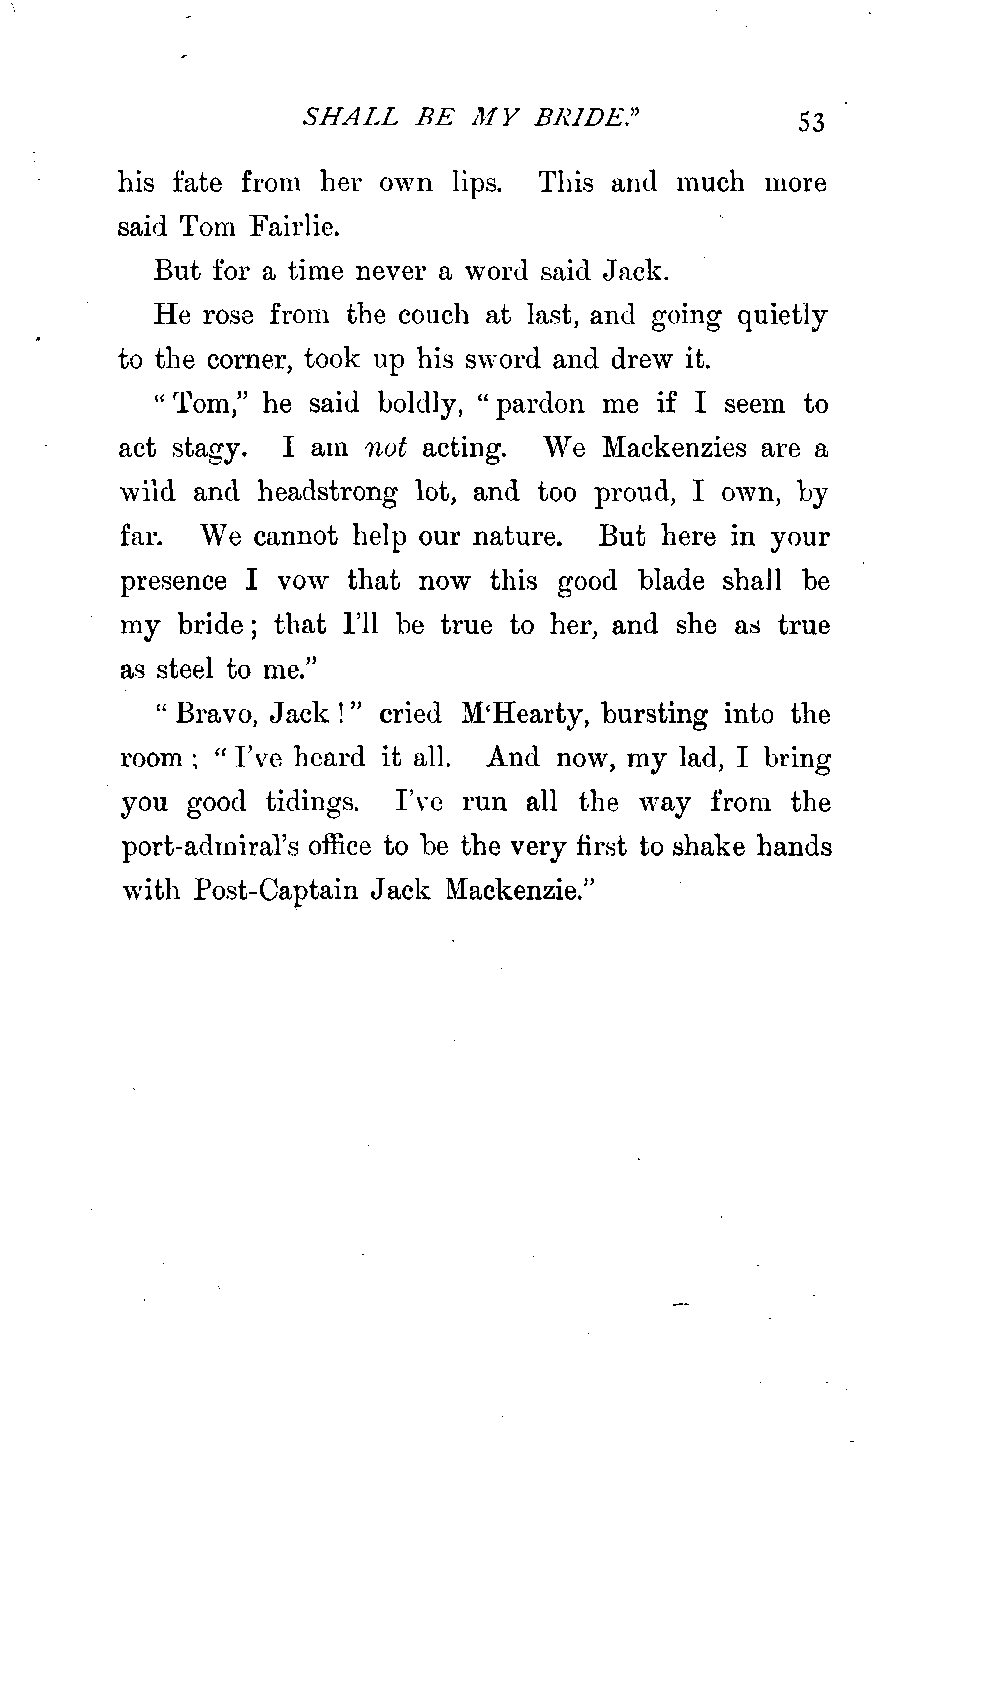 SHALL BE MY BRIDE." 53
his fate from her own lips. This and much more
said Tom Fairlie.
But for a time never a word said Jack.
He rose from the couch at last, and going quietly
to the corner, took up his sword and drew it.
"Tom," he said boldly, "pardon me if I seem to
act stagy. I am not acting. We Mackenzies are a
wild and headstrong lot, and too proud, I own, by
far. We cannot help our nature. But here in your
presence I vow that now this good blade shall be
my bride; that I'll be true to her, and she as true
as steel to me."
"Bravo, Jack!" cried M'Hearty, bursting into the
room; "I've heard it all. And now, my lad, I bring
you good tidings. I've run all the way from the
port-admiral's office to be the very first to shake hands
with Post-Captain Jack Mackenzie."